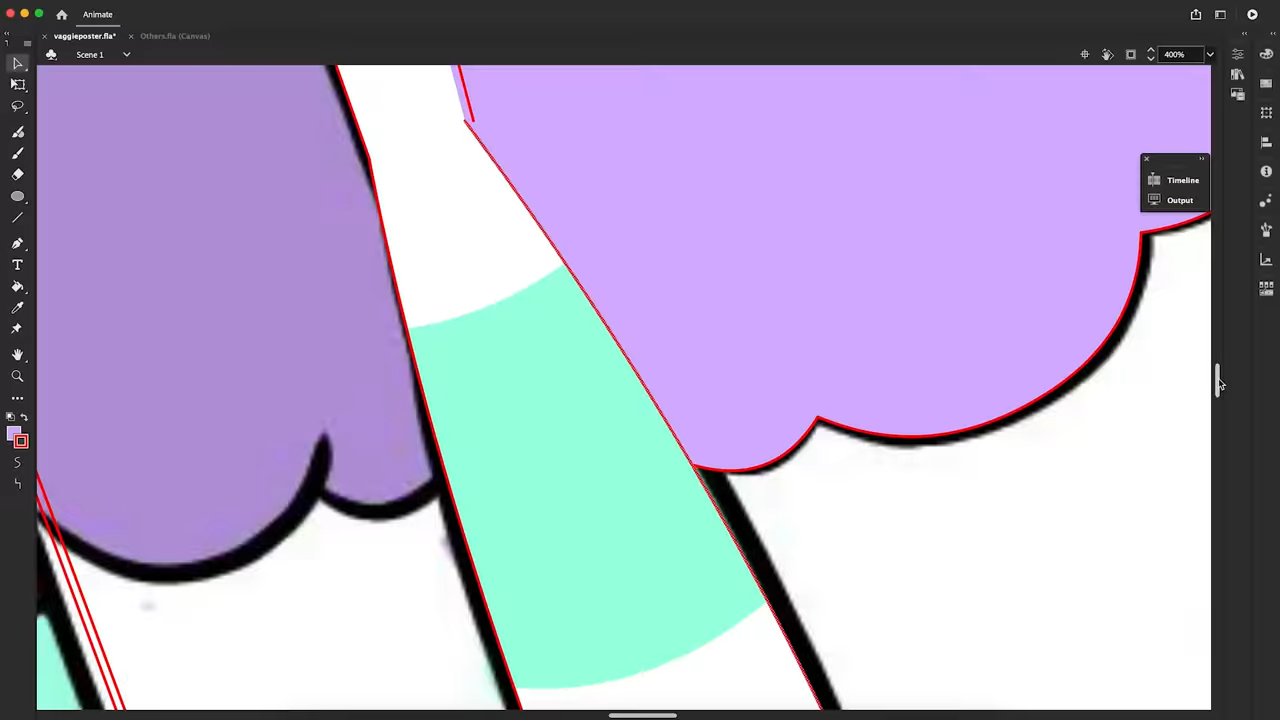 Animate
vaggieposter.fla* Others.fla (Canvas)
Scene 1 400%
Timeline
Output